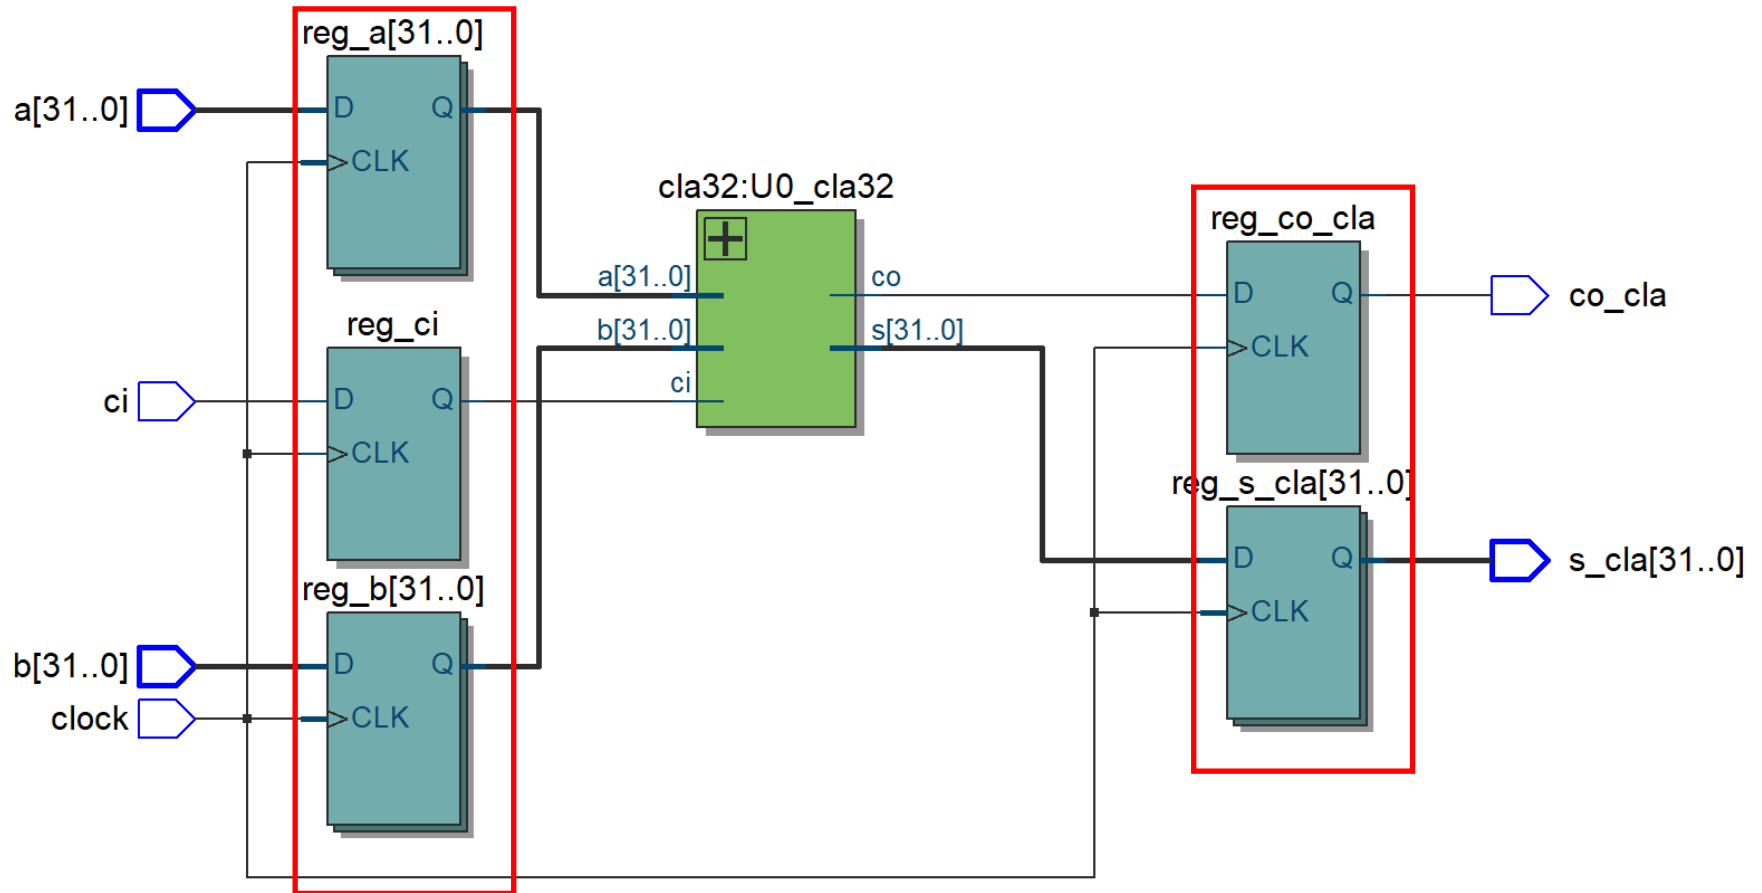 reg_a[31..0]
a[31..0]
D
Q
CLK
cla32:U0_cla32
reg_co_cla
a[31..0]
co
D
Q
co_cla
reg_ci
b[31..0]
s[31..0]
CLK
ci
ci
D
Q
CLK
reg_s_cla[31..0]
D
Q
s_cla[31..0]
reg_b[31..0]
CLK
b[31..0]
D
Q
clock
CLK